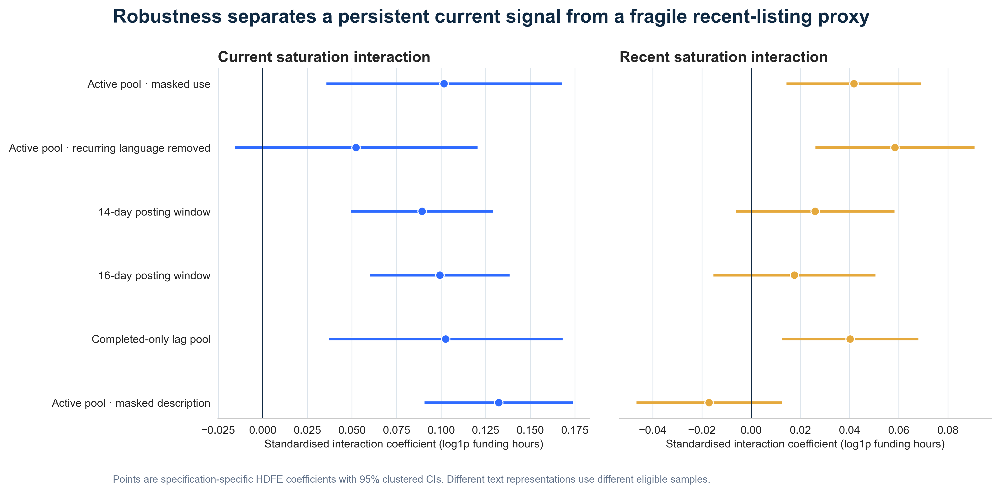 Robustness separates a persistent current signal from a fragile recent-listing proxy
Current saturation interaction
Recent saturation interaction
Active pool · masked use
Active pool · recurring language removed
14-day posting window
16-day posting window
Completed-only lag pool
Active pool · masked description
−0.025 0.000 0.025 0.050 0.075 0.100 0.125 0.150 0.175
−0.04 −0.02 0.00 0.02 0.04 0.06 0.08
Standardised interaction coefficient (log1p funding hours)
Standardised interaction coefficient (log1p funding hours)
Points are specification-specific HDFE coefficients with 95% clustered CIs. Different text representations use different eligible samples.